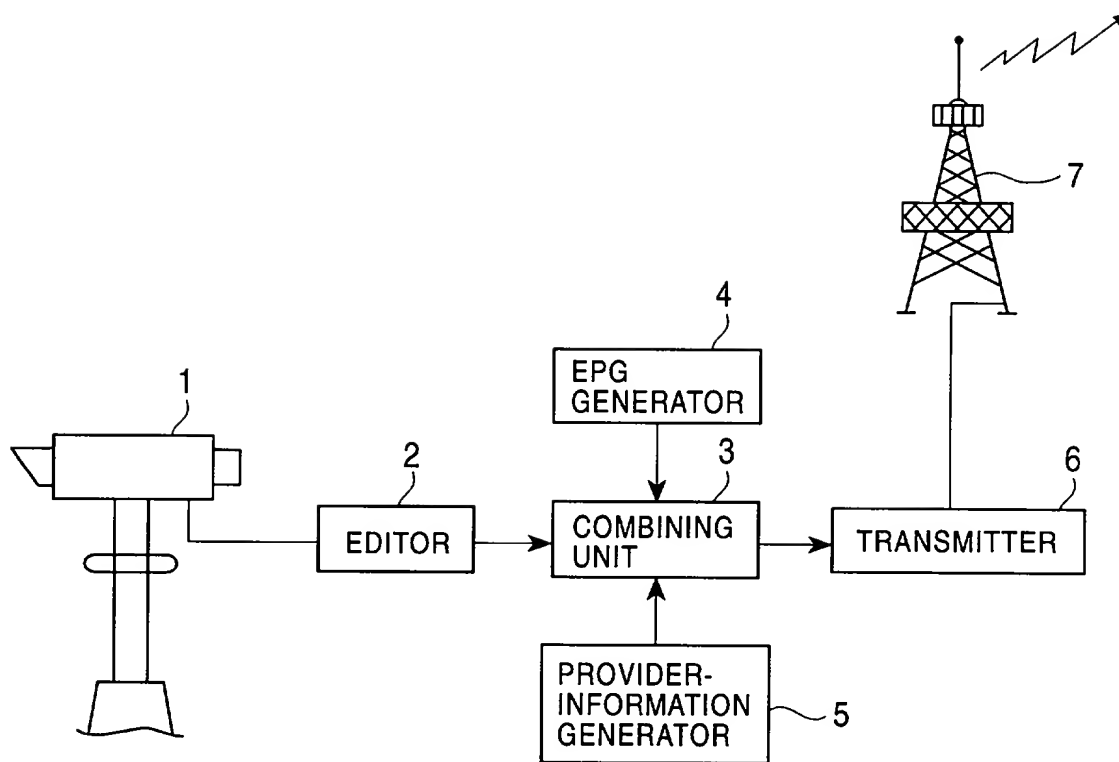 7
4
EPG
GENERATOR
1
2
EDITOR
3
COMBINING
UNIT
6
TRANSMITTER
PROVIDER-
INFORMATION
GENERATOR
5